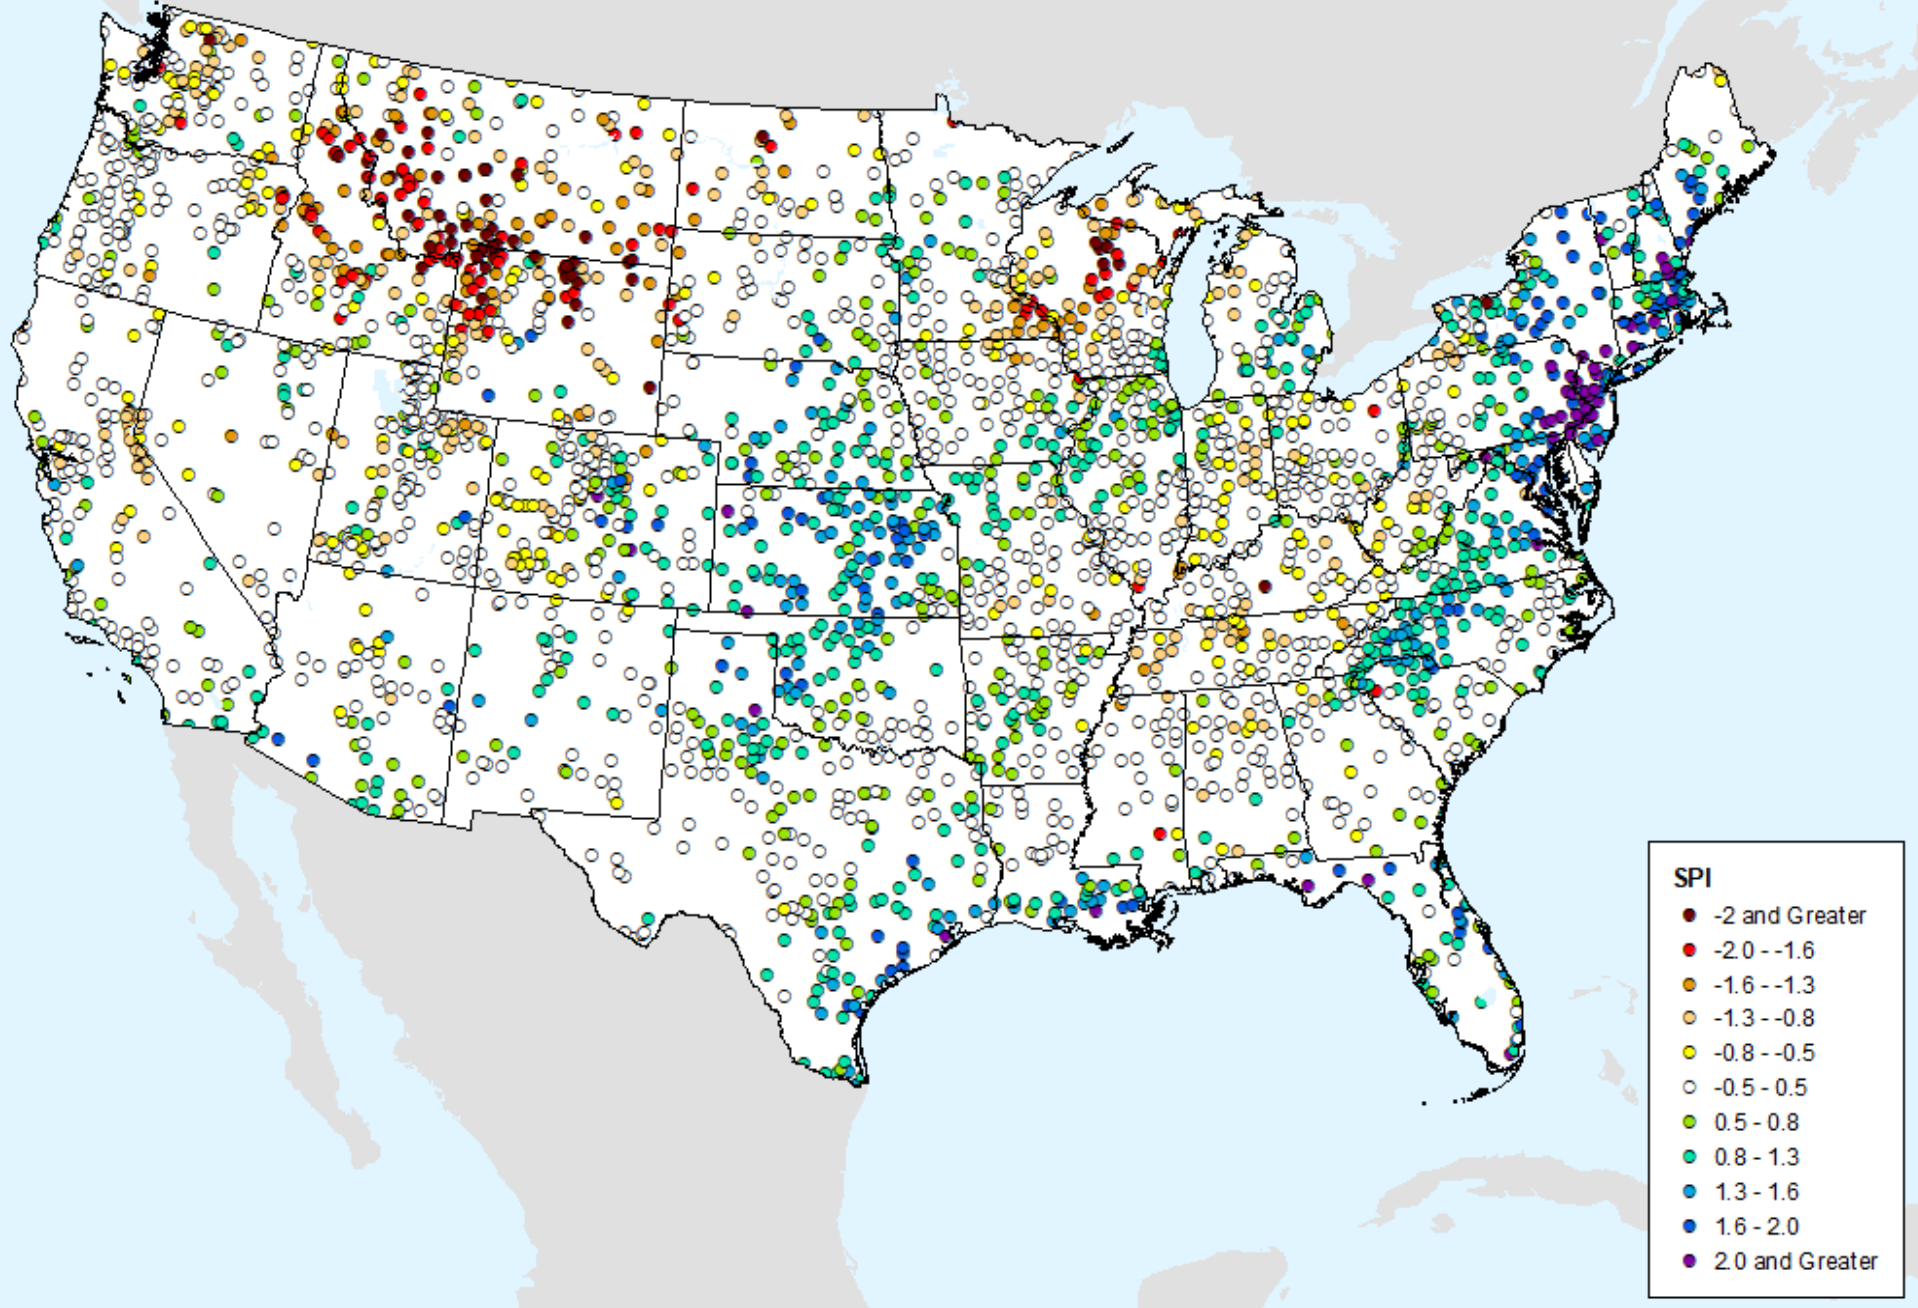 SPI
-2 and Greater
-2.0 - -1.6
-1.6 - -1.3
-1.3 - -0.8
-0.8 - -0.5
-0.5 - 0.5
0.5 - 0.8
0.8 - 1.3
1.3 - 1.6
1.6 - 2.0
2.0 and Greater